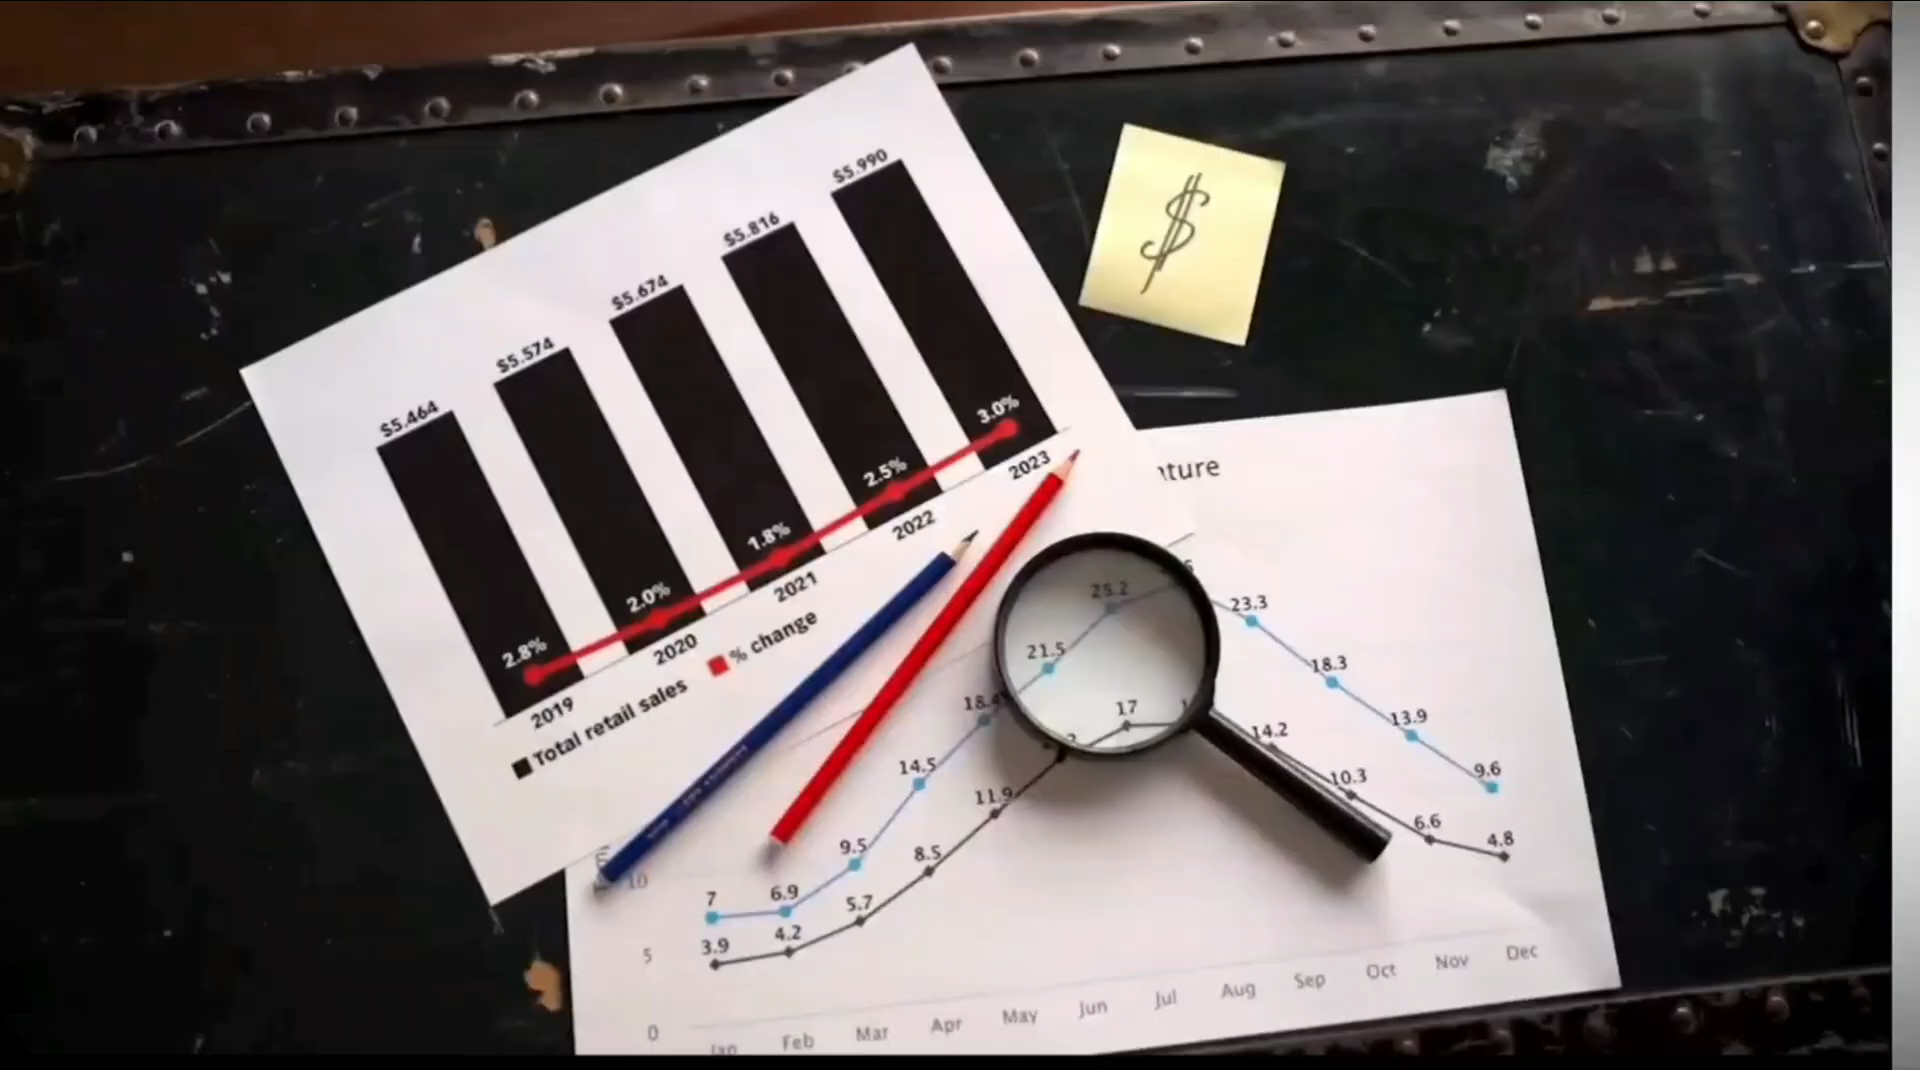 $5.464 $5.574 $5.674 $5.816 $5.990
2.8% 2.0% 1.8% 2.5% 3.0%
2019 2020 2021 2022 2023
Total retail sales % change
$
7 6.9 9.5 14.5 18.4 21.5 25.2 23.3 18.3 13.9 9.6
3.9 4.2 5.7 8.5 11.9 17 14.2 10.3 6.6 4.8
10
5
0
Feb Mar Apr May Jun Jul Aug Sep Oct Nov Dec